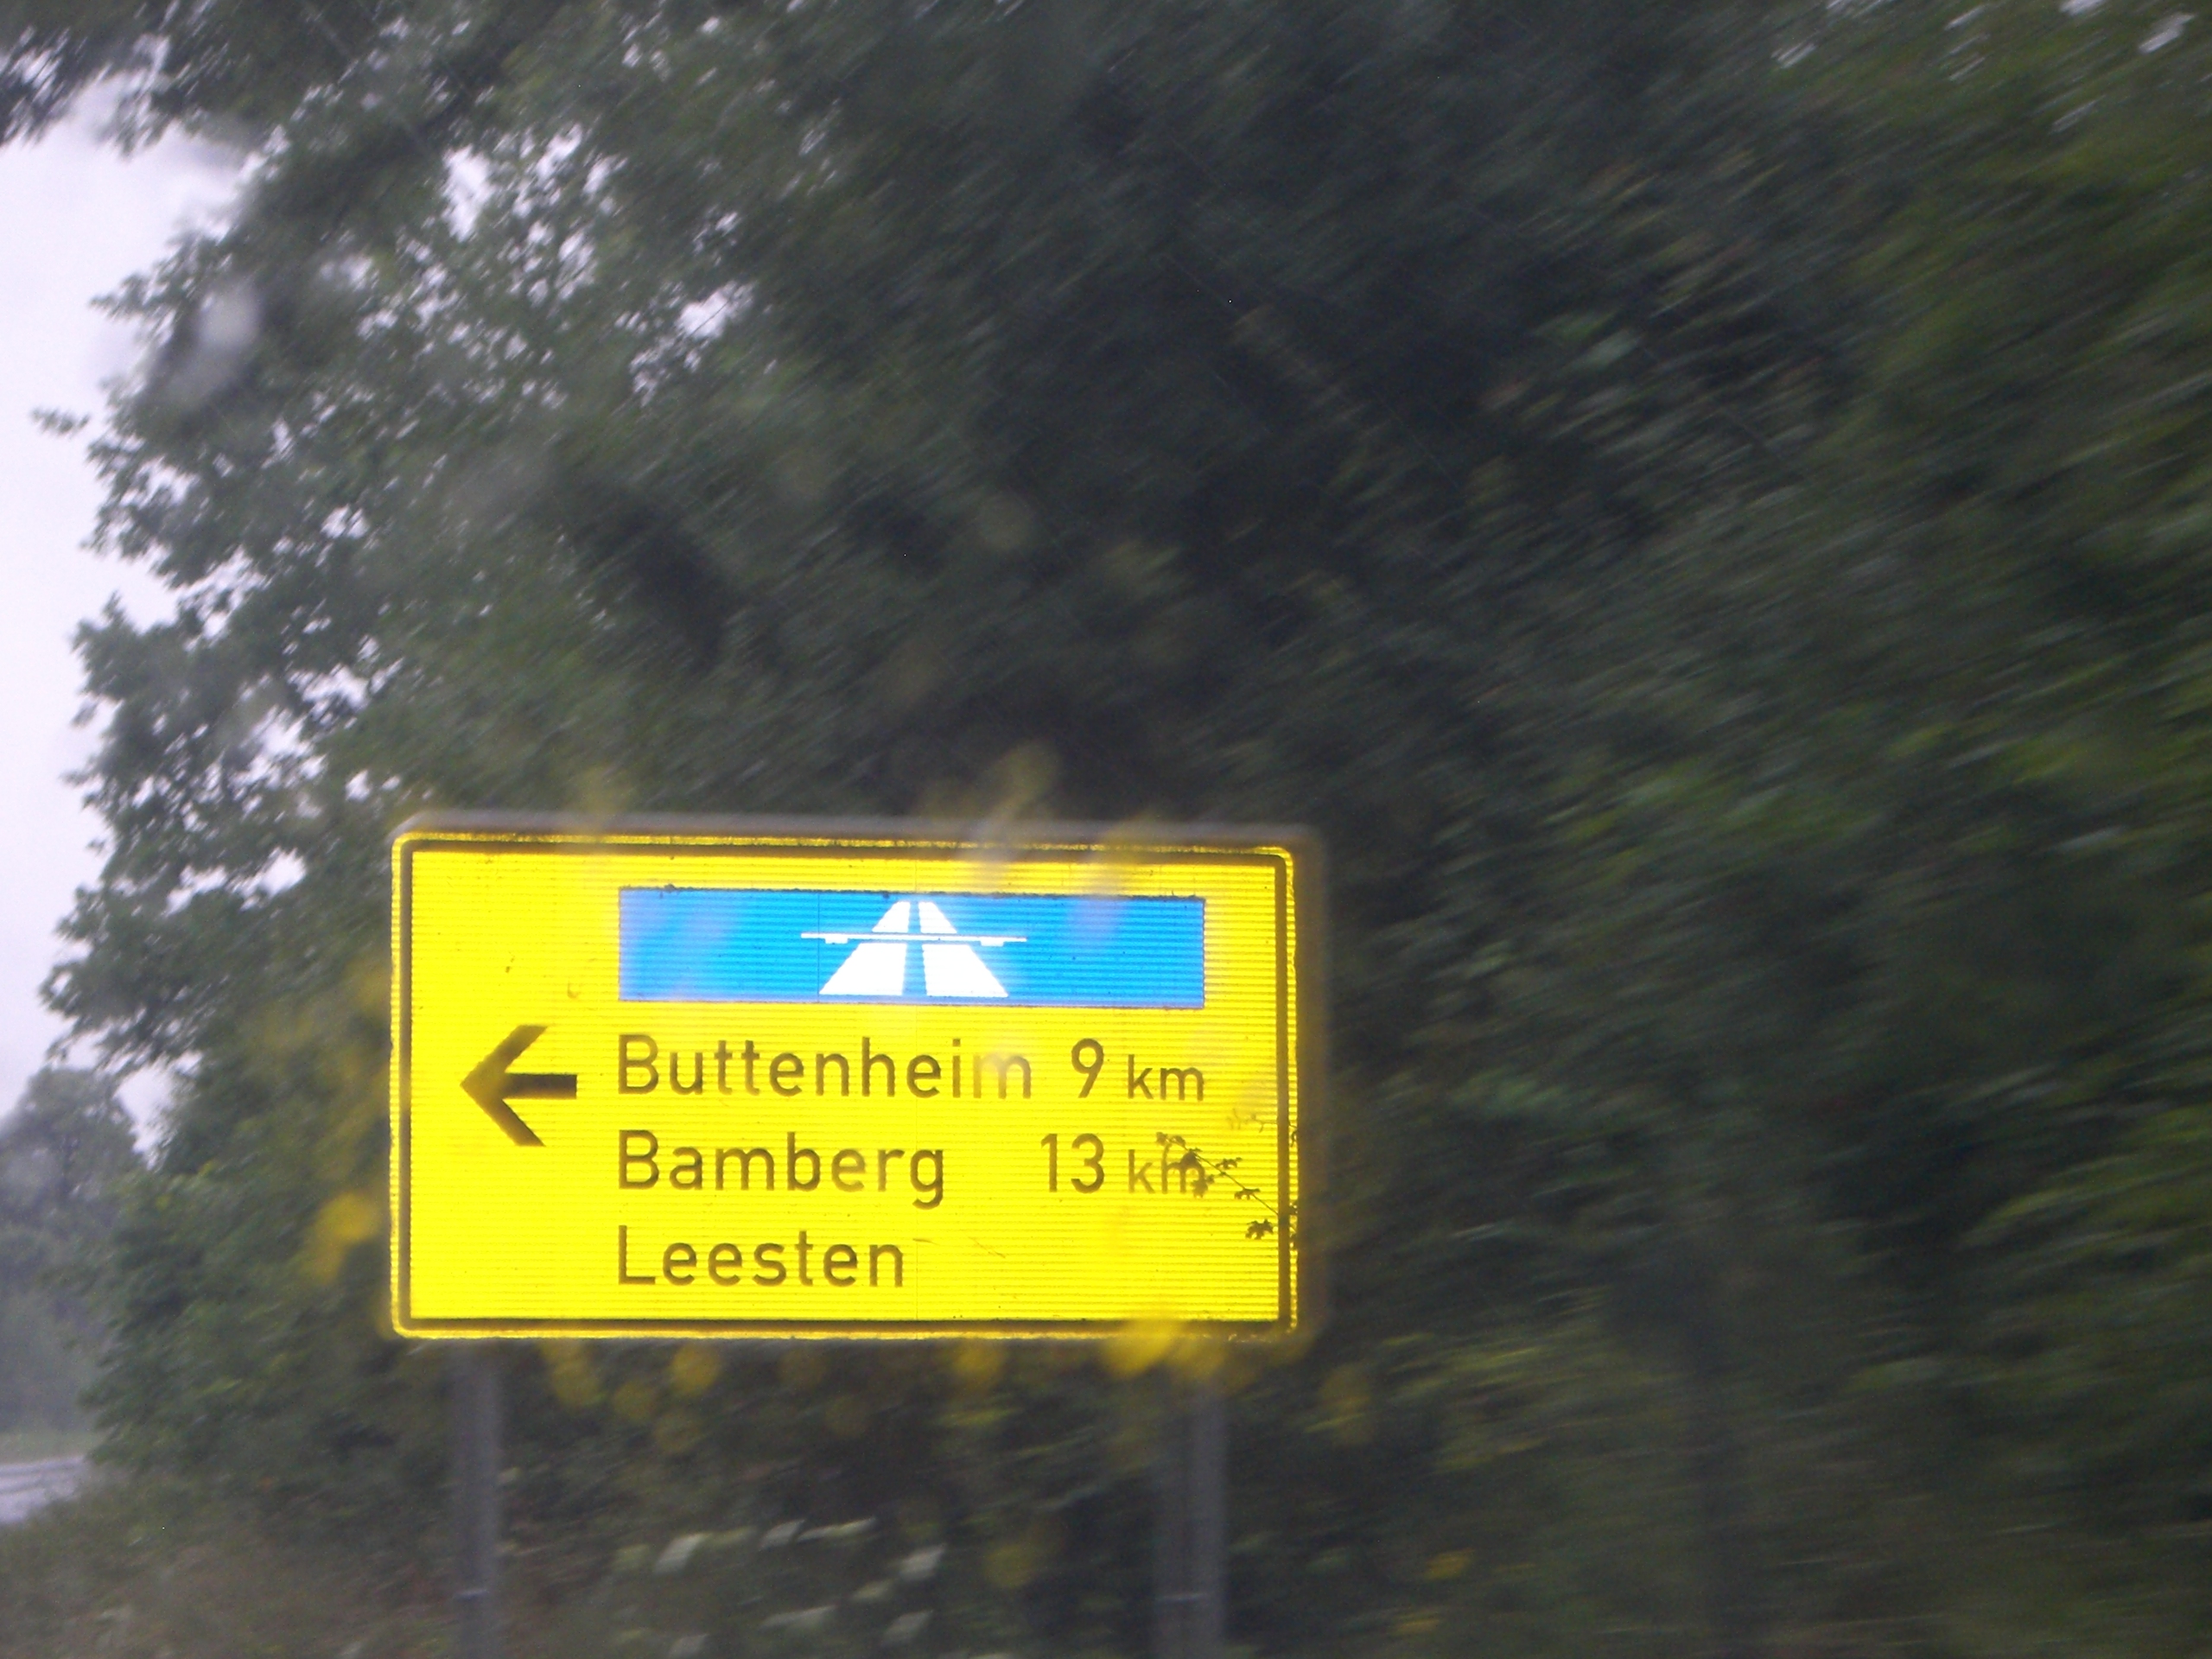 Buttenheim 9 km
Bamberg 13 km
Leesten